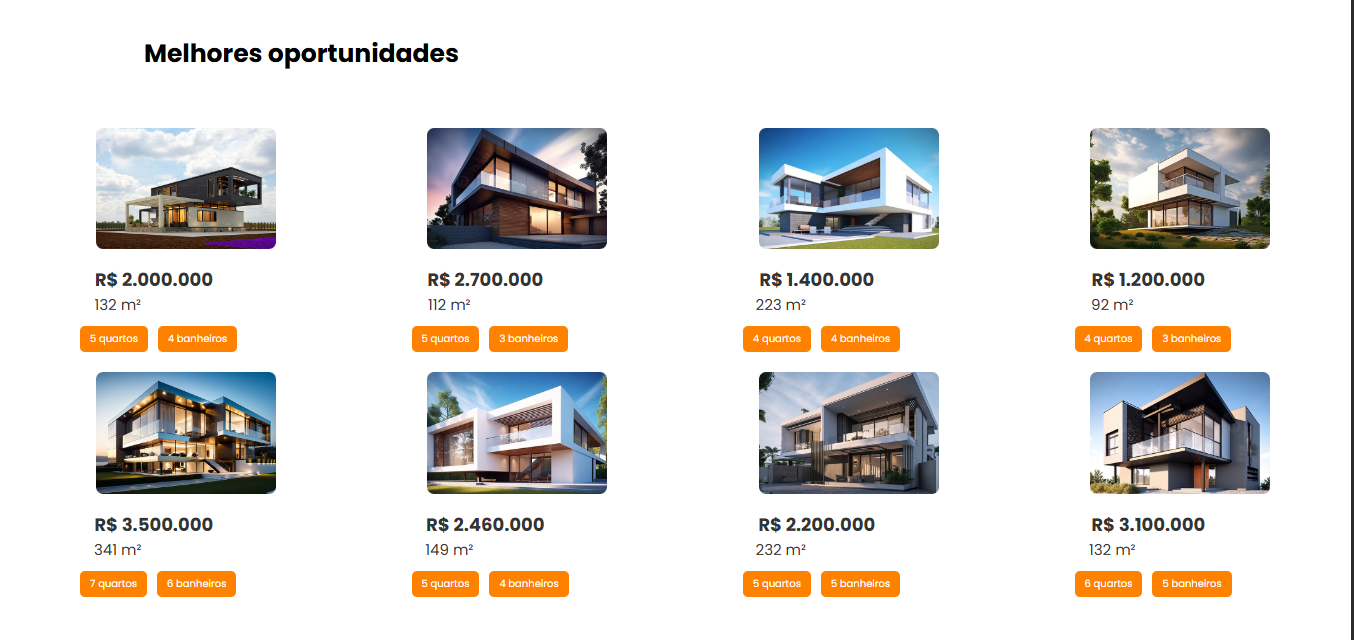 Melhores oportunidades
R$ 2.000.000
132 m²
5 quartos 4 banheiros
R$ 2.700.000
112 m²
5 quartos 3 banheiros
R$ 1.400.000
223 m²
4 quartos 4 banheiros
R$ 1.200.000
92 m²
4 quartos 3 banheiros
R$ 3.500.000
341 m²
7 quartos 6 banheiros
R$ 2.460.000
149 m²
5 quartos 4 banheiros
R$ 2.200.000
232 m²
5 quartos 5 banheiros
R$ 3.100.000
132 m²
6 quartos 5 banheiros